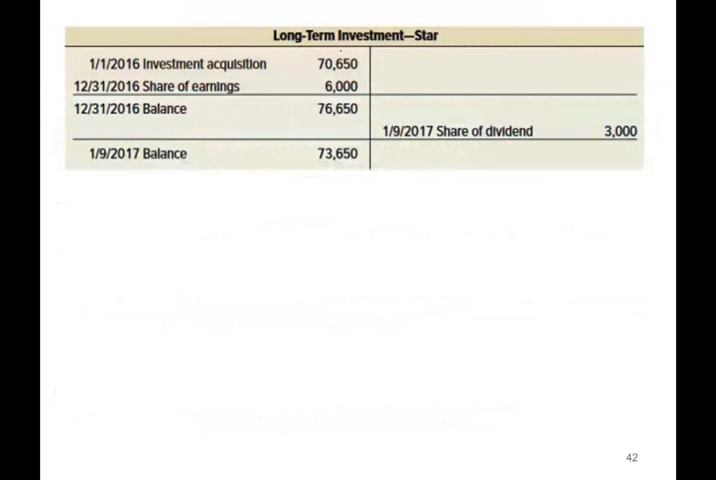 Long-Term Investment—Star
1/1/2016 Investment acquisition 70,650
12/31/2016 Share of earnings 6,000
12/31/2016 Balance 76,650
1/9/2017 Share of dividend 3,000
1/9/2017 Balance 73,650
42